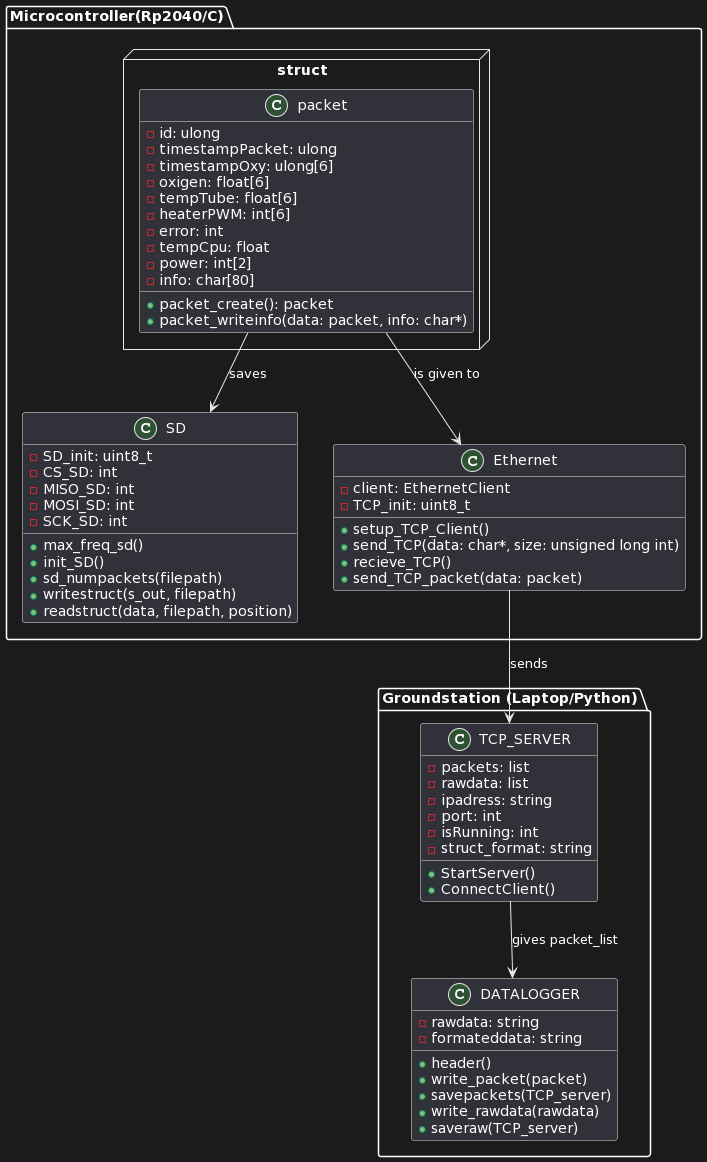 Microcontroller(Rp2040/C)
struct
C packet
id: ulong
timestampPacket: ulong
timestampOxy: ulong[6]
oxigen: float[6]
tempTube: float[6]
heaterPWM: int[6]
error: int
tempCpu: float
power: int[2]
info: char[80]
packet_create(): packet
packet_writeinfo(data: packet, info: char*)
saves
is given to
C SD
SD_init: uint8_t
CS_SD: int
MISO_SD: int
MOSI_SD: int
SCK_SD: int
max_freq_sd()
init_SD()
sd_numpackets(filepath)
writestruct(s_out, filepath)
readstruct(data, filepath, position)
C Ethernet
client: EthernetClient
TCP_init: uint8_t
setup_TCP_Client()
send_TCP(data: char*, size: unsigned long int)
recieve_TCP()
send_TCP_packet(data: packet)
sends
Groundstation (Laptop/Python)
C TCP_SERVER
packets: list
rawdata: list
ipadress: string
port: int
isRunning: int
struct_format: string
StartServer()
ConnectClient()
gives packet_list
C DATALOGGER
rawdata: string
formateddata: string
header()
write_packet(packet)
savepackets(TCP_server)
write_rawdata(rawdata)
saveraw(TCP_server)